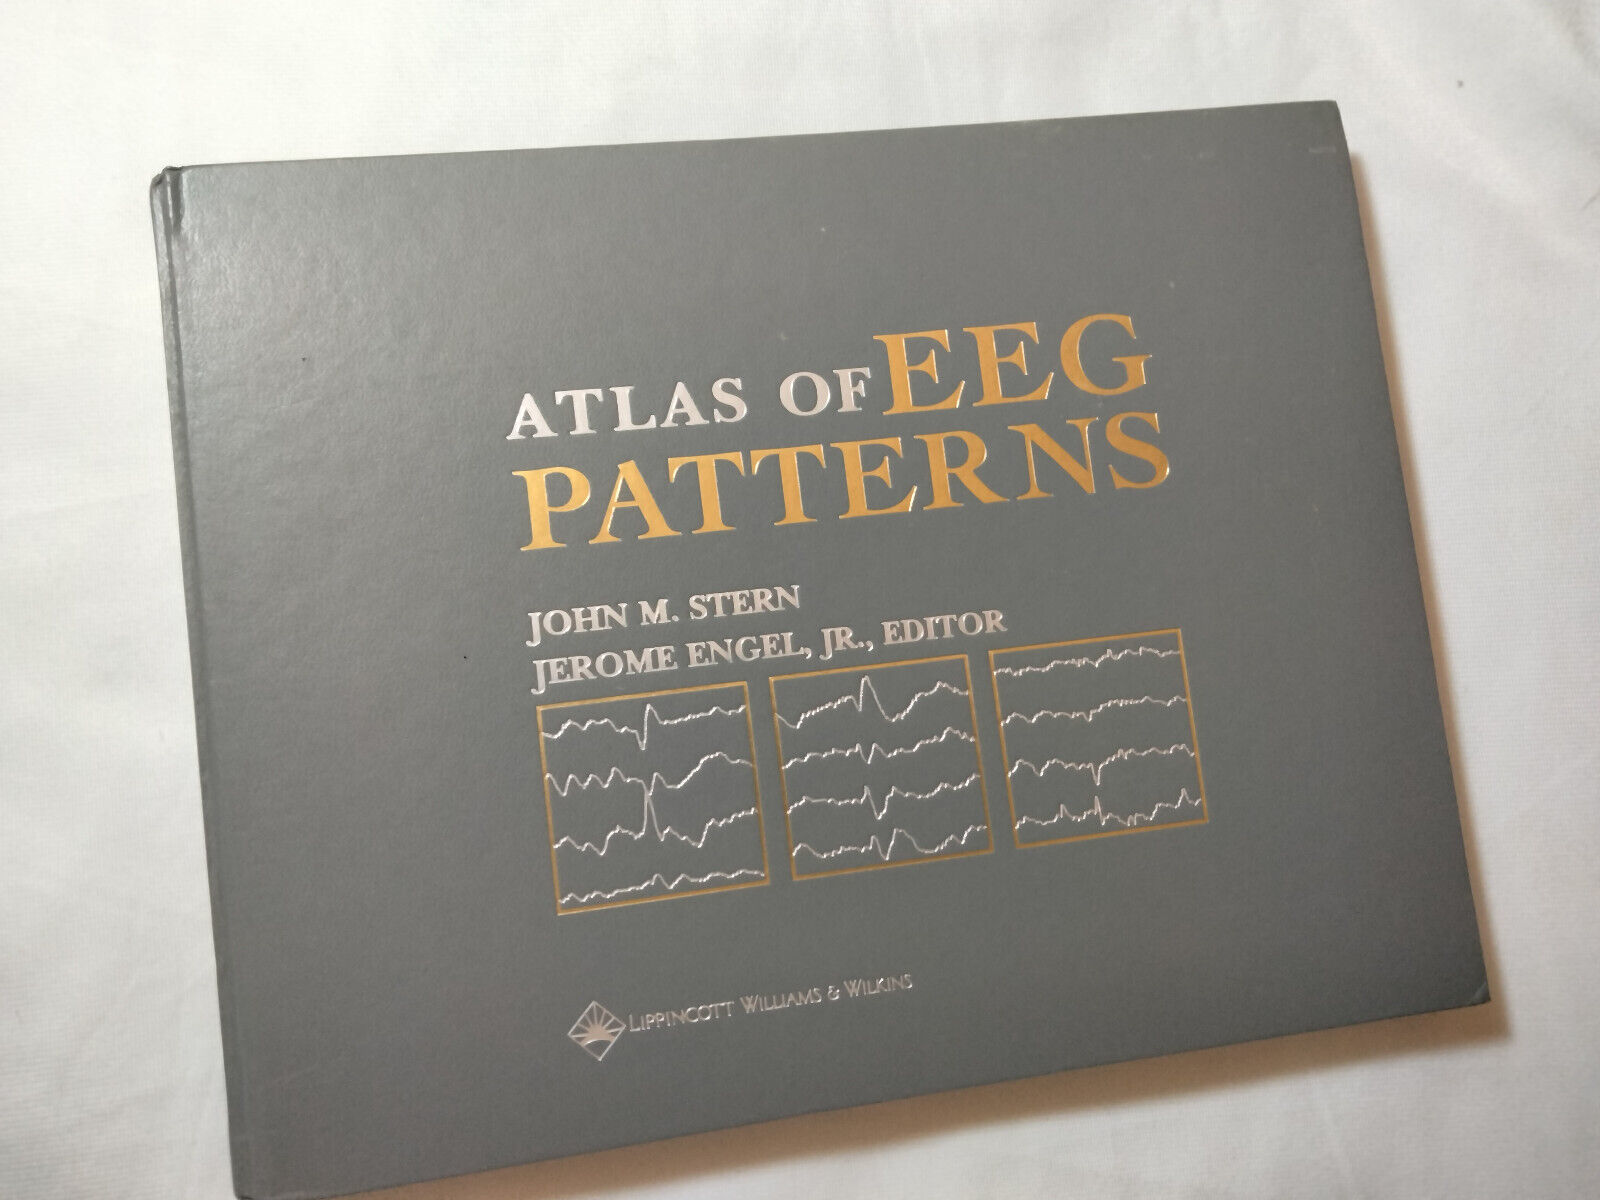 ATLAS OF EEG
PATTERNS
JOHN M. STERN
JEROME ENGEL, JR., EDITOR
LIPPINCOTT WILLIAMS & WILKINS